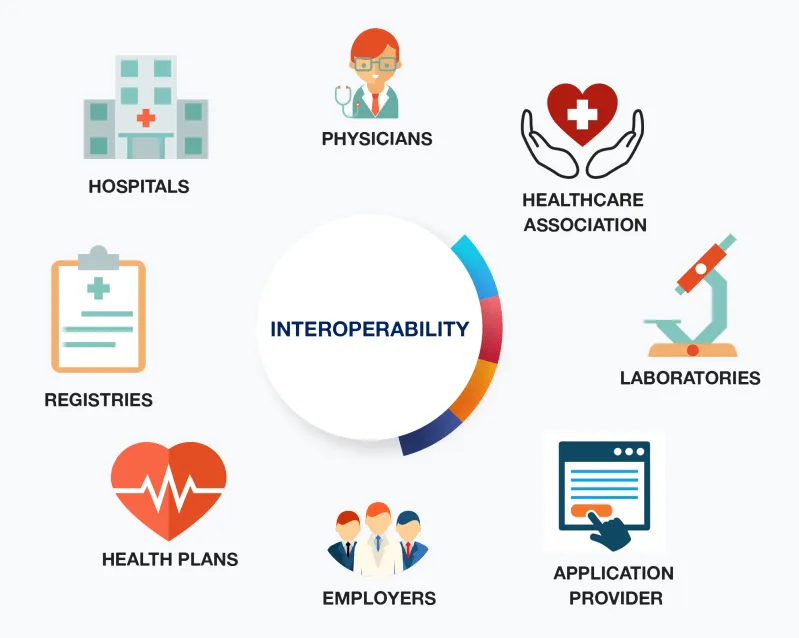 PHYSICIANS
HOSPITALS
HEALTHCARE
ASSOCIATION
INTEROPERABILITY
LABORATORIES
REGISTRIES
HEALTH PLANS
APPLICATION
PROVIDER
EMPLOYERS